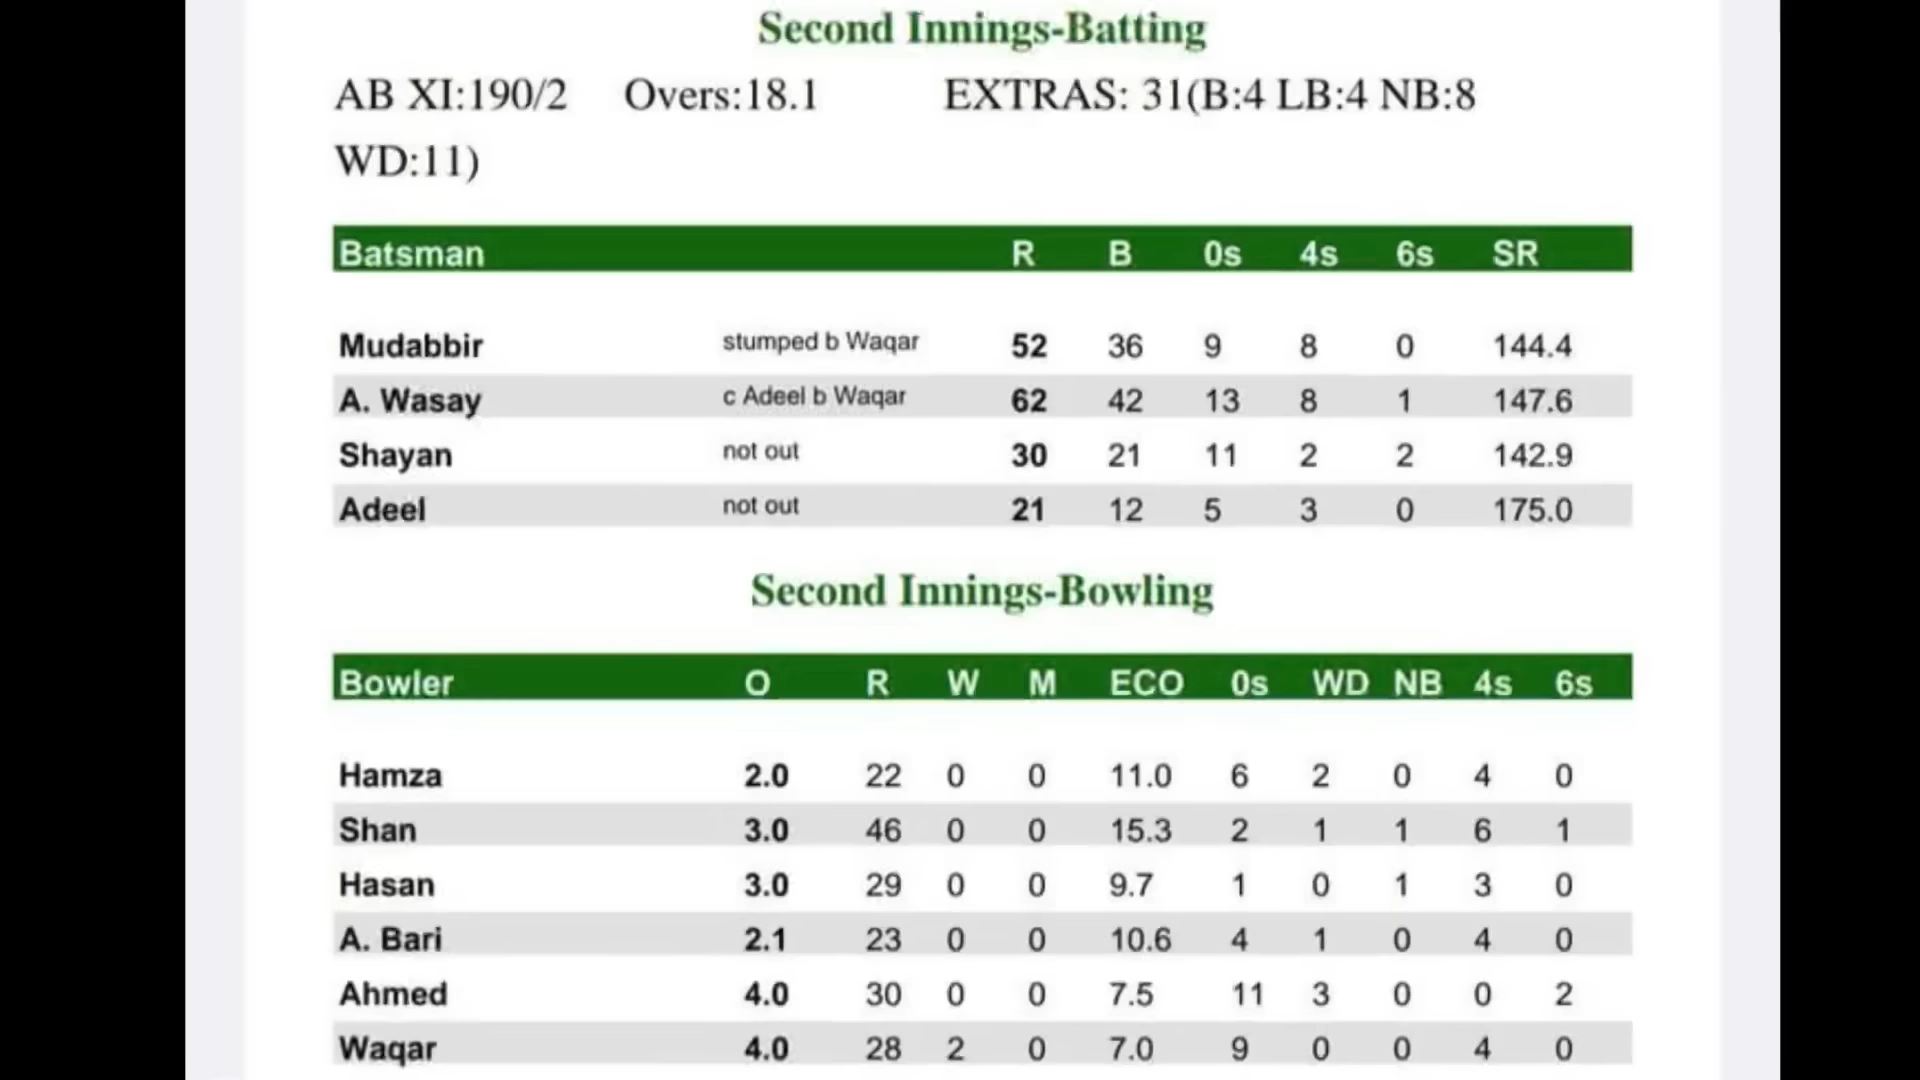 Second Innings-Batting
AB XI:190/2 Overs:18.1 EXTRAS: 31(B:4 LB:4 NB:8
WD:11)
Batsman R B 0s 4s 6s SR
Mudabbir stumped b Waqar 52 36 9 8 0 144.4
A. Wasay c Adeel b Waqar 62 42 13 8 1 147.6
Shayan not out 30 21 11 2 2 142.9
Adeel not out 21 12 5 3 0 175.0
Second Innings-Bowling
Bowler O R W M ECO 0s WD NB 4s 6s
Hamza 2.0 22 0 0 11.0 6 2 0 4 0
Shan 3.0 46 0 0 15.3 2 1 1 6 1
Hasan 3.0 29 0 0 9.7 1 0 1 3 0
A. Bari 2.1 23 0 0 10.6 4 1 0 4 0
Ahmed 4.0 30 0 0 7.5 11 3 0 0 2
Waqar 4.0 28 2 0 7.0 9 0 0 4 0